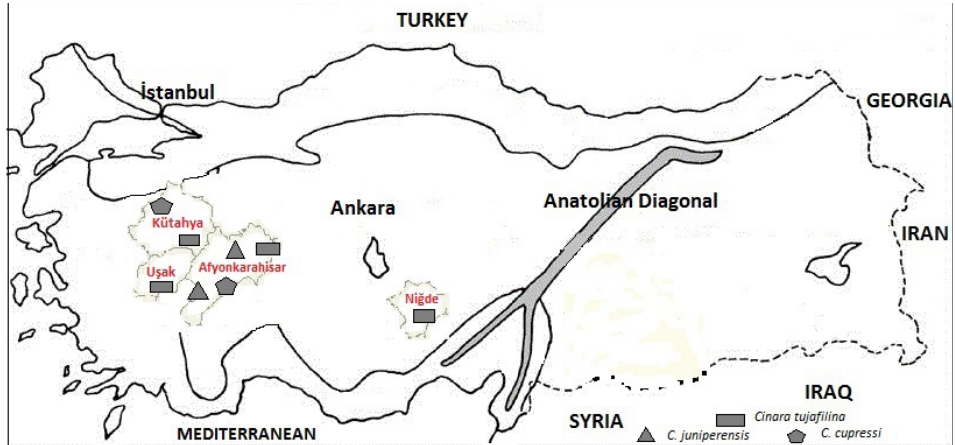 TURKEY
İstanbul
GEORGIA
Ankara
Anatolian Diagonal
IRAN
Kütahya
Uşak
Afyonkarahisar
Niğde
IRAQ
SYRIA
Cinara tujafilina
MEDITERRANEAN
C. juniperensis
C. cupressi